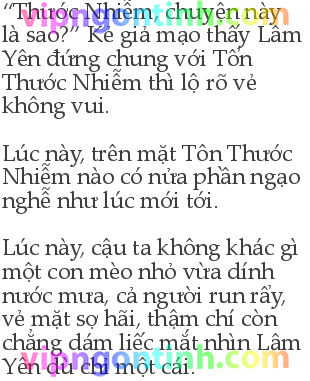 “Thước Nhiễm, chuyện này
là sao?” Kẻ giả mạo thấy Lâm
Yên đứng chung với Tôn
Thước Nhiễm thì lộ rõ vẻ
không vui.
Lúc này, trên mặt Tôn Thước
Nhiễm nào có nửa phần ngạo
nghễ như lúc mới tới.
Lúc này, cậu ta không khác gì
một con mèo nhỏ vừa dính
nước mưa, cả người run rẩy,
vẻ mặt sợ hãi, thậm chí còn
chẳng dám liếc mắt nhìn Lâm
Yên dù chỉ một cái.
vipngontinh.com
vipngontinh.com
vipngontinh.com